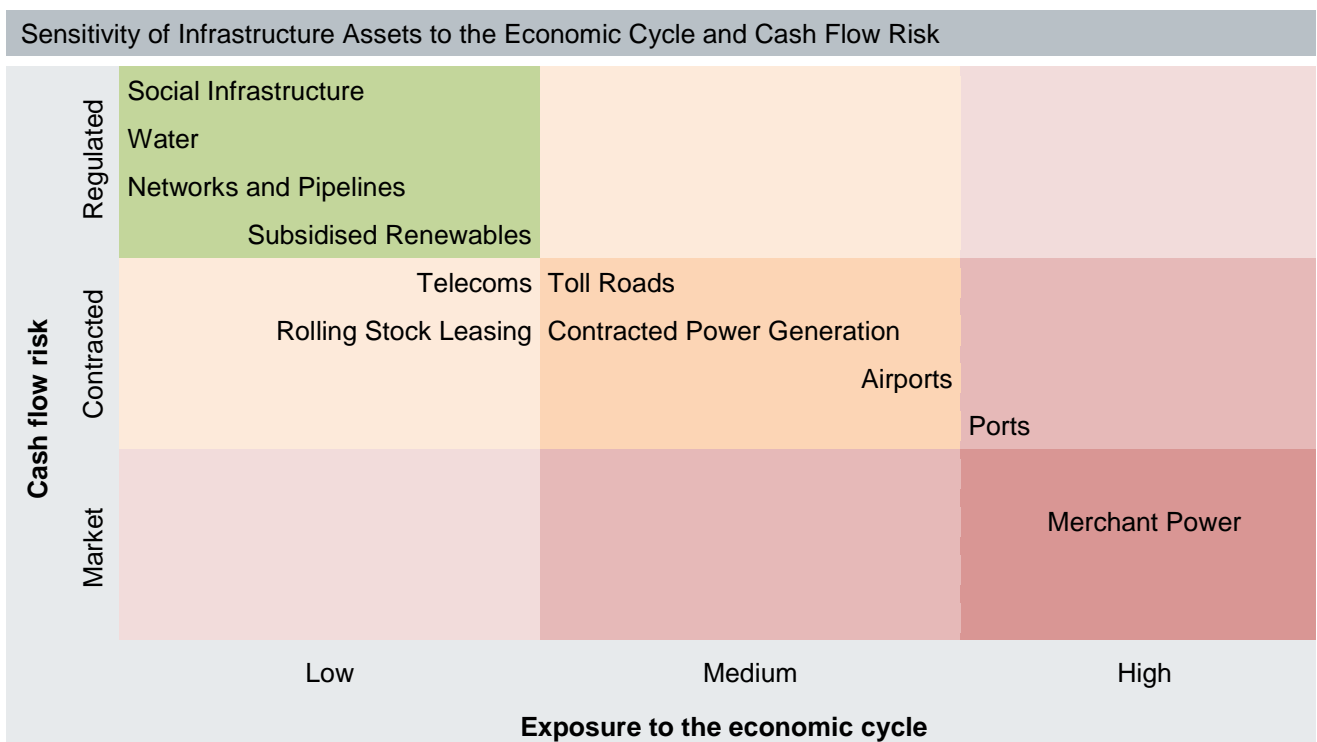 Sensitivity of Infrastructure Assets to the Economic Cycle and Cash Flow Risk
Cash flow risk
Regulated
Social Infrastructure
Water
Networks and Pipelines
Subsidised Renewables
Contracted
Telecoms Toll Roads
Rolling Stock Leasing Contracted Power Generation
Airports
Ports
Market
Merchant Power
Low Medium High
Exposure to the economic cycle